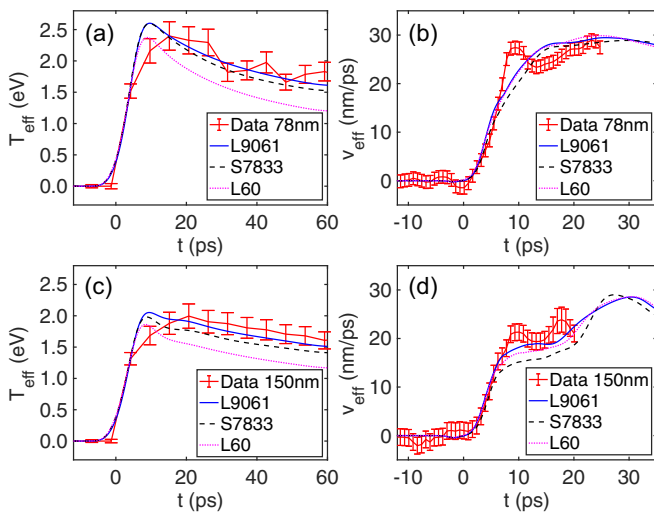 (a)
2.5
2.0
1.5
1.0
0.5
0.0
T_eff (eV)
Data 78nm
L9061
S7833
L60
0 20 40 60
t (ps)
(b)
30
20
10
0
v_eff (nm/ps)
Data 78nm
L9061
S7833
L60
-10 0 10 20 30
t (ps)
(c)
2.5
2.0
1.5
1.0
0.5
0.0
T_eff (eV)
Data 150nm
L9061
S7833
L60
0 20 40 60
t (ps)
(d)
30
20
10
0
v_eff (nm/ps)
Data 150nm
L9061
S7833
L60
-10 0 10 20 30
t (ps)